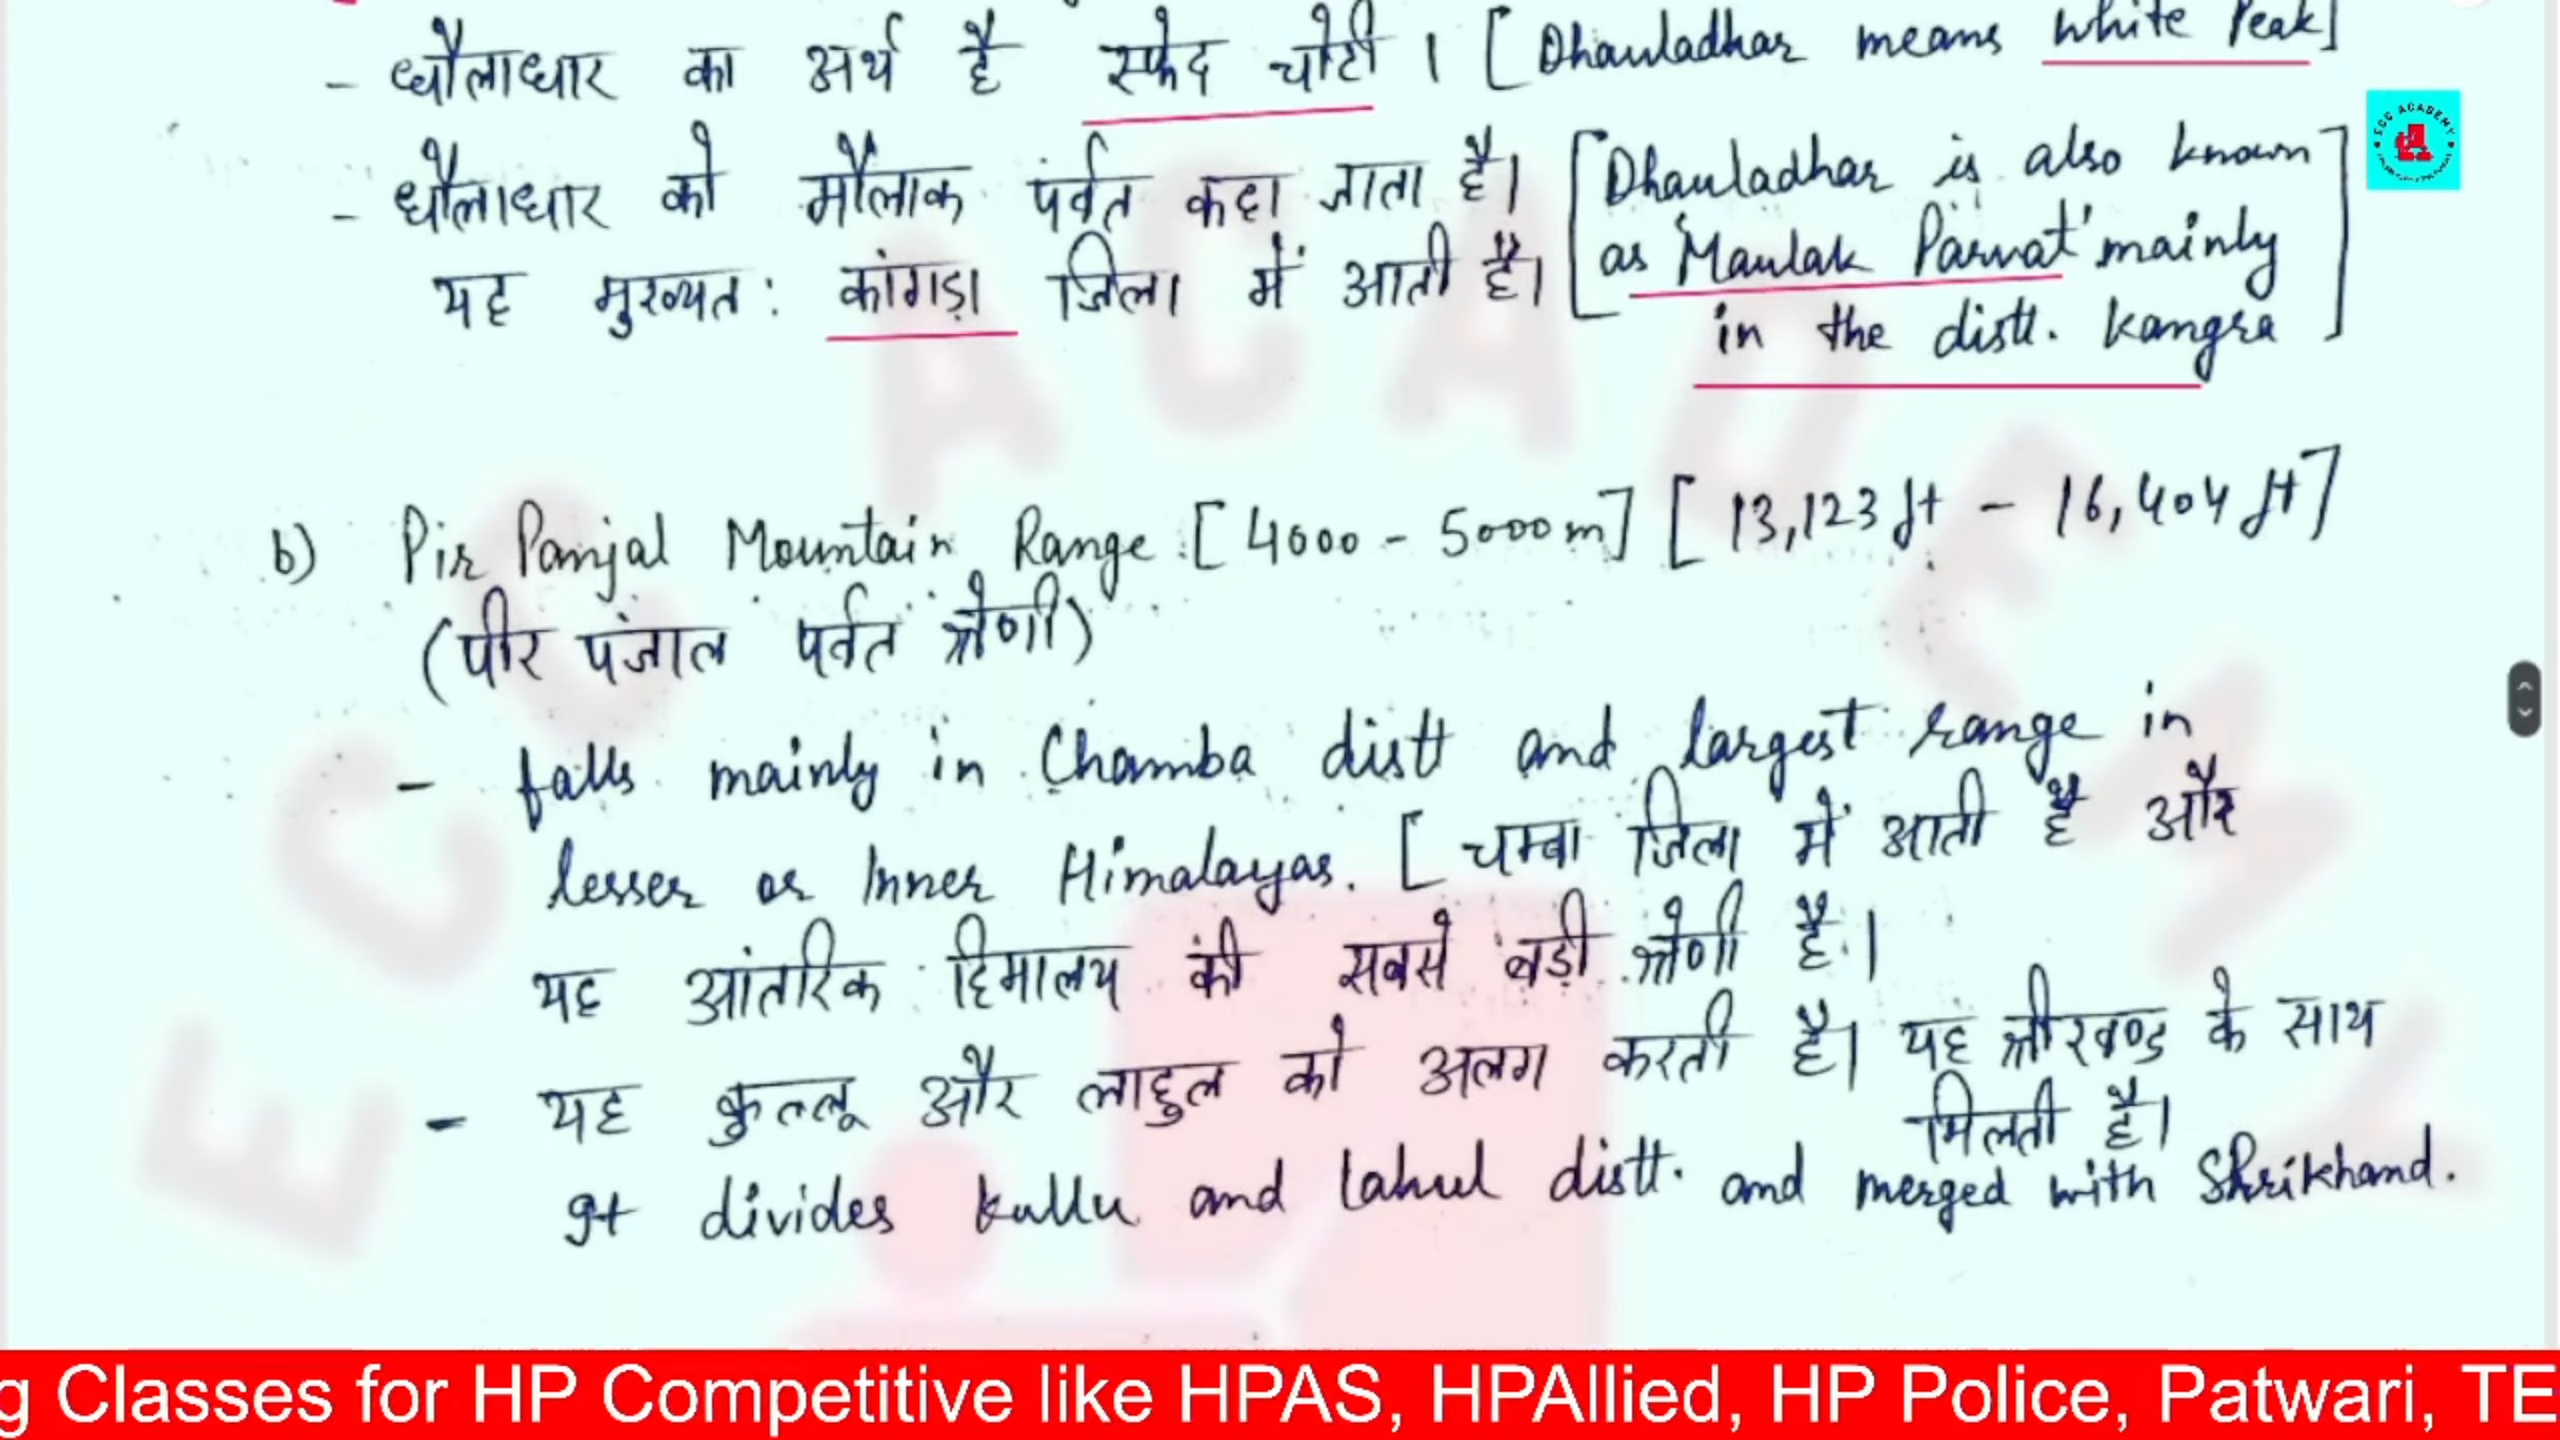 - धौलाधार का अर्थ है स्फेद चोटी । [Dhauladhar means white Peak]
- धौलाधार को मौलाक पर्वत कहा जाता है। [Dhauladhar is also known
यह मुख्यत: कांगड़ा जिला में आती है। as 'Maulak Parvat' mainly
in the distt. Kangra]
b) Pir Panjal Mountain Range [4000 - 5000m] [13,123 ft - 16,404 ft]
(पीर पंजाल पर्वत श्रेणी)
- falls mainly in Chamba distt and largest range in
lesser or Inner Himalayas. [चम्बा जिला में आती है और
यह आंतरिक हिमालय की सबसे बड़ी श्रेणी है।
- यह कुल्लू और लाहुल को अलग करती है। यह श्रीखण्ड के साथ
मिलती है।
It divides Kullu and Lahul distt. and merged with Shrikhand.
g Classes for HP Competitive like HPAS, HPAllied, HP Police, Patwari, TE
ECC ACADEMY